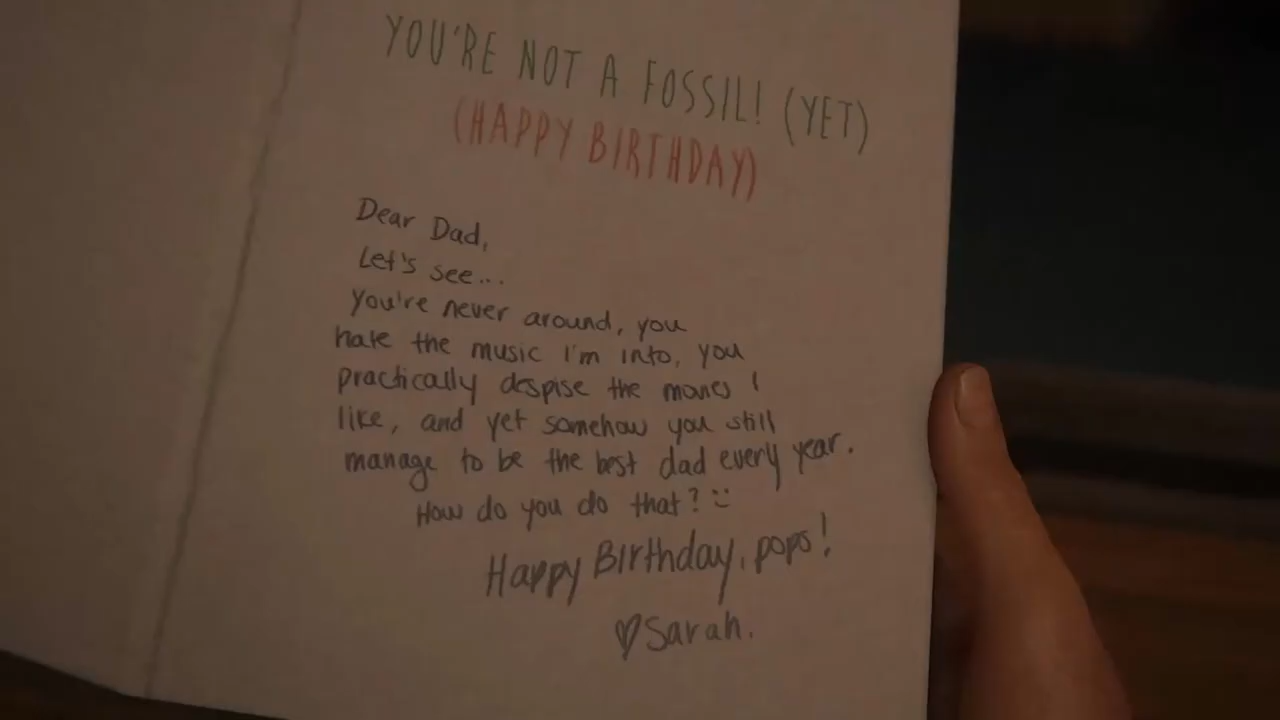 YOU'RE NOT A FOSSIL! (YET)
(HAPPY BIRTHDAY)
Dear Dad,
Let's see...
you're never around, you
hate the music I'm into, you
practically despise the movies I
like, and yet somehow you still
manage to be the best dad every year.
How do you do that? :)
Happy Birthday, pops!
♡ Sarah.